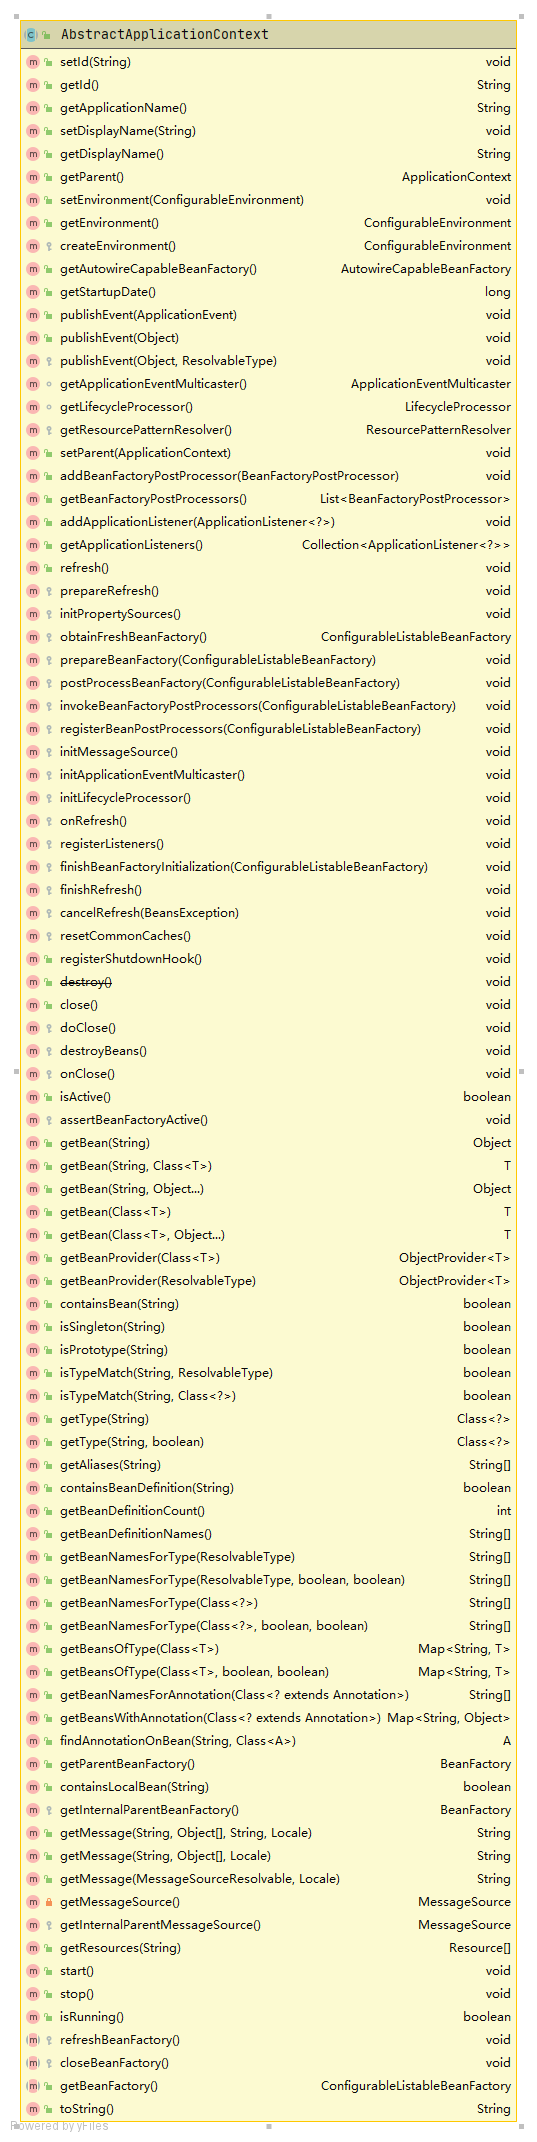 AbstractApplicationContext
setId(String) void
getId() String
getApplicationName() String
setDisplayName(String) void
getDisplayName() String
getParent() ApplicationContext
setEnvironment(ConfigurableEnvironment) void
getEnvironment() ConfigurableEnvironment
createEnvironment() ConfigurableEnvironment
getAutowireCapableBeanFactory() AutowireCapableBeanFactory
getStartupDate() long
publishEvent(ApplicationEvent) void
publishEvent(Object) void
publishEvent(Object, ResolvableType) void
getApplicationEventMulticaster() ApplicationEventMulticaster
getLifecycleProcessor() LifecycleProcessor
getResourcePatternResolver() ResourcePatternResolver
setParent(ApplicationContext) void
addBeanFactoryPostProcessor(BeanFactoryPostProcessor) void
getBeanFactoryPostProcessors() List<BeanFactoryPostProcessor>
addApplicationListener(ApplicationListener<?>) void
getApplicationListeners() Collection<ApplicationListener<?>>
refresh() void
prepareRefresh() void
initPropertySources() void
obtainFreshBeanFactory() ConfigurableListableBeanFactory
prepareBeanFactory(ConfigurableListableBeanFactory) void
postProcessBeanFactory(ConfigurableListableBeanFactory) void
invokeBeanFactoryPostProcessors(ConfigurableListableBeanFactory) void
registerBeanPostProcessors(ConfigurableListableBeanFactory) void
initMessageSource() void
initApplicationEventMulticaster() void
initLifecycleProcessor() void
onRefresh() void
registerListeners() void
finishBeanFactoryInitialization(ConfigurableListableBeanFactory) void
finishRefresh() void
cancelRefresh(BeansException) void
resetCommonCaches() void
registerShutdownHook() void
destroy() void
close() void
doClose() void
destroyBeans() void
onClose() void
isActive() boolean
assertBeanFactoryActive() void
getBean(String) Object
getBean(String, Class<T>) T
getBean(String, Object...) Object
getBean(Class<T>) T
getBean(Class<T>, Object...) T
getBeanProvider(Class<T>) ObjectProvider<T>
getBeanProvider(ResolvableType) ObjectProvider<T>
containsBean(String) boolean
isSingleton(String) boolean
isPrototype(String) boolean
isTypeMatch(String, ResolvableType) boolean
isTypeMatch(String, Class<?>) boolean
getType(String) Class<?>
getType(String, boolean) Class<?>
getAliases(String) String[]
containsBeanDefinition(String) boolean
getBeanDefinitionCount() int
getBeanDefinitionNames() String[]
getBeanNamesForType(ResolvableType) String[]
getBeanNamesForType(ResolvableType, boolean, boolean) String[]
getBeanNamesForType(Class<?>) String[]
getBeanNamesForType(Class<?>, boolean, boolean) String[]
getBeansOfType(Class<T>) Map<String, T>
getBeansOfType(Class<T>, boolean, boolean) Map<String, T>
getBeanNamesForAnnotation(Class<? extends Annotation>) String[]
getBeansWithAnnotation(Class<? extends Annotation>) Map<String, Object>
findAnnotationOnBean(String, Class<A>) A
getParentBeanFactory() BeanFactory
containsLocalBean(String) boolean
getInternalParentBeanFactory() BeanFactory
getMessage(String, Object[], String, Locale) String
getMessage(String, Object[], Locale) String
getMessage(MessageSourceResolvable, Locale) String
getMessageSource() MessageSource
getInternalParentMessageSource() MessageSource
getResources(String) Resource[]
start() void
stop() void
isRunning() boolean
refreshBeanFactory() void
closeBeanFactory() void
getBeanFactory() ConfigurableListableBeanFactory
toString() String
Powered by yFiles